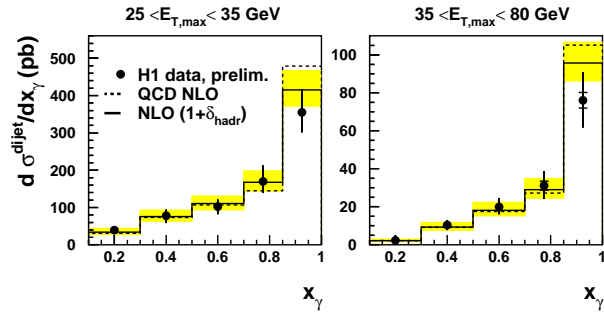 25 <E_T,max< 35 GeV
35 <E_T,max< 80 GeV
d σ^dijet/dx_γ (pb)
500
400
300
200
100
0
H1 data, prelim.
QCD NLO
NLO (1+δ_hadr)
100
80
60
40
20
0
0.2 0.4 0.6 0.8 1
0.2 0.4 0.6 0.8 1
x_γ
x_γ